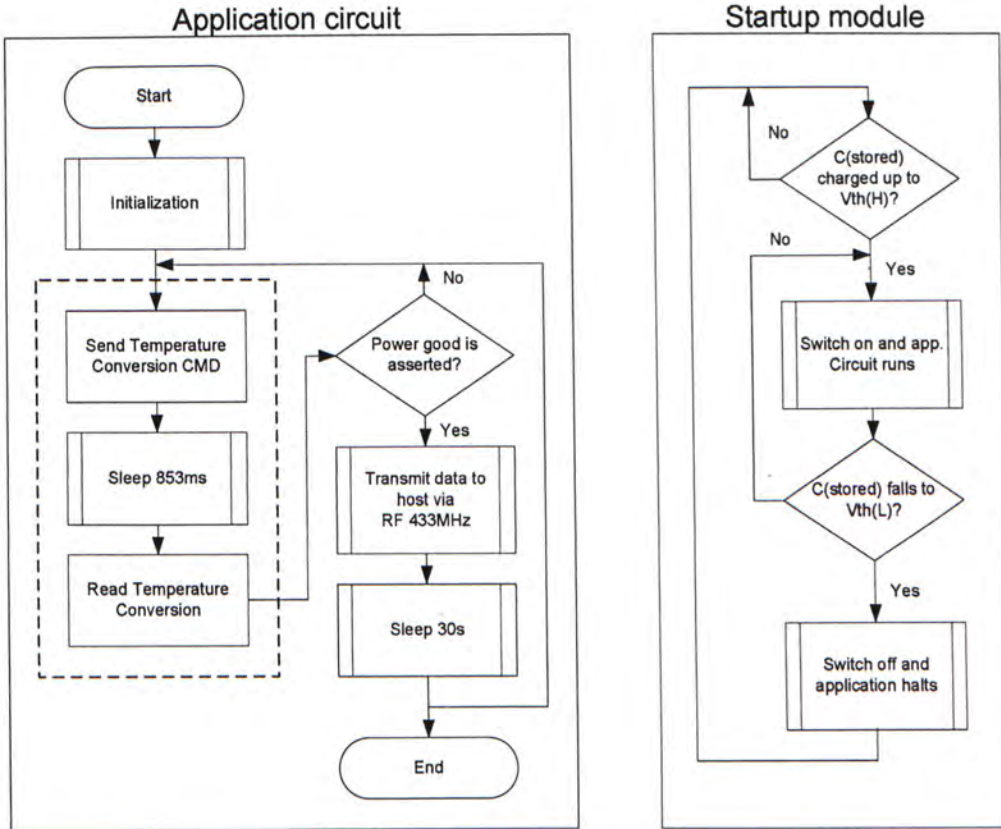 Application circuit
Start
Initialization
Send Temperature
Conversion CMD
Sleep 853ms
Read Temperature
Conversion
No
Power good is
asserted?
Yes
Transmit data to
host via
RF 433MHz
Sleep 30s
End
Startup module
No
C(stored)
charged up to
Vth(H)?
No
Yes
Switch on and app.
Circuit runs
C(stored) falls to
Vth(L)?
Yes
Switch off and
application halts